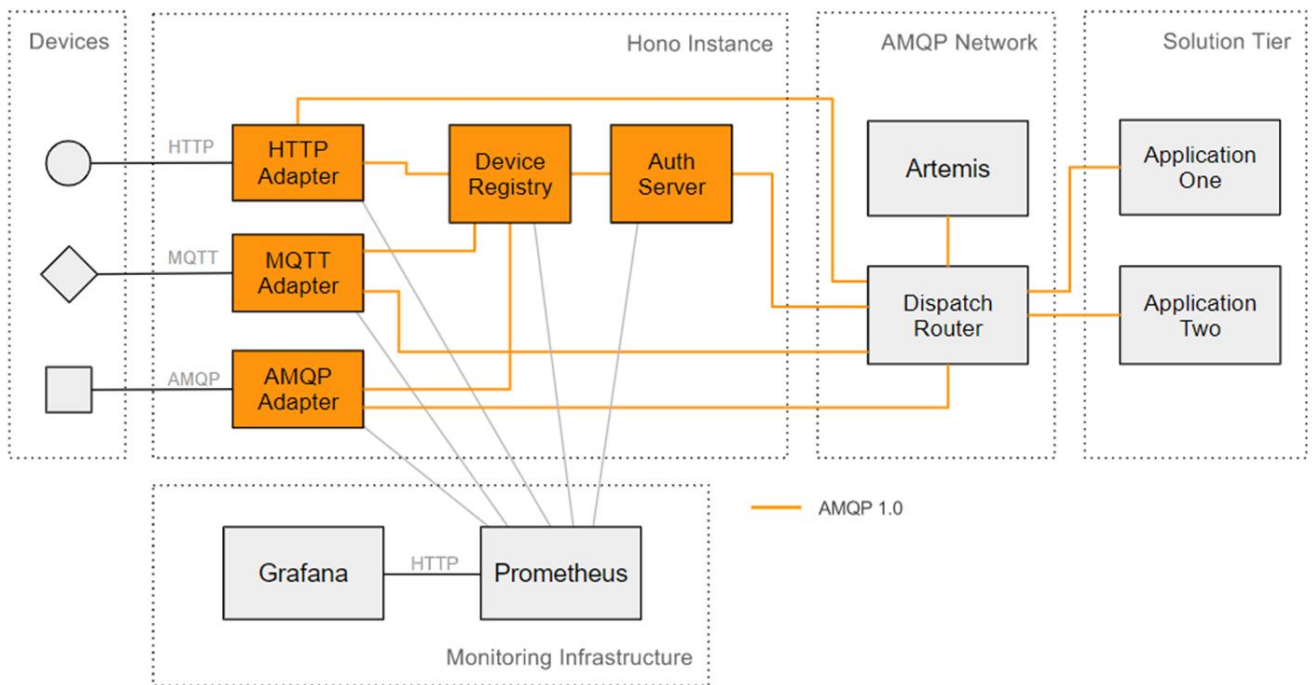 Devices
Hono Instance
AMQP Network
Solution Tier
HTTP
HTTP
Adapter
Device
Registry
Auth
Server
Artemis
Application
One
MQTT
MQTT
Adapter
Dispatch
Router
Application
Two
AMQP
AMQP
Adapter
AMQP 1.0
Grafana
HTTP
Prometheus
Monitoring Infrastructure